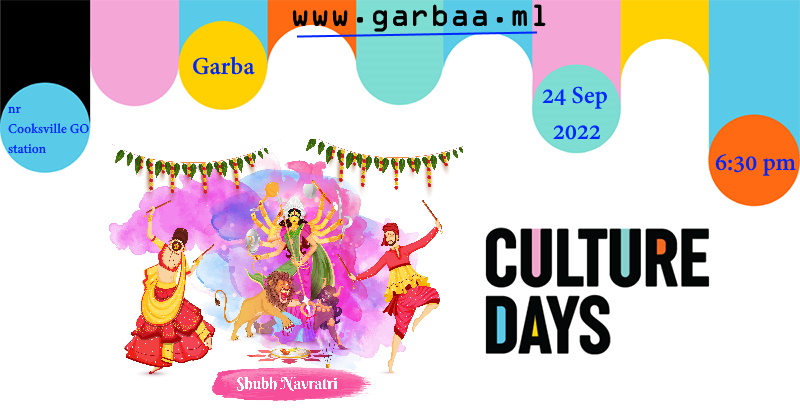 www.garbaa.ml
Garba
nr
Cooksville GO
station
24 Sep
2022
6:30 pm
CULTURE
DAYS
Shubh Navratri